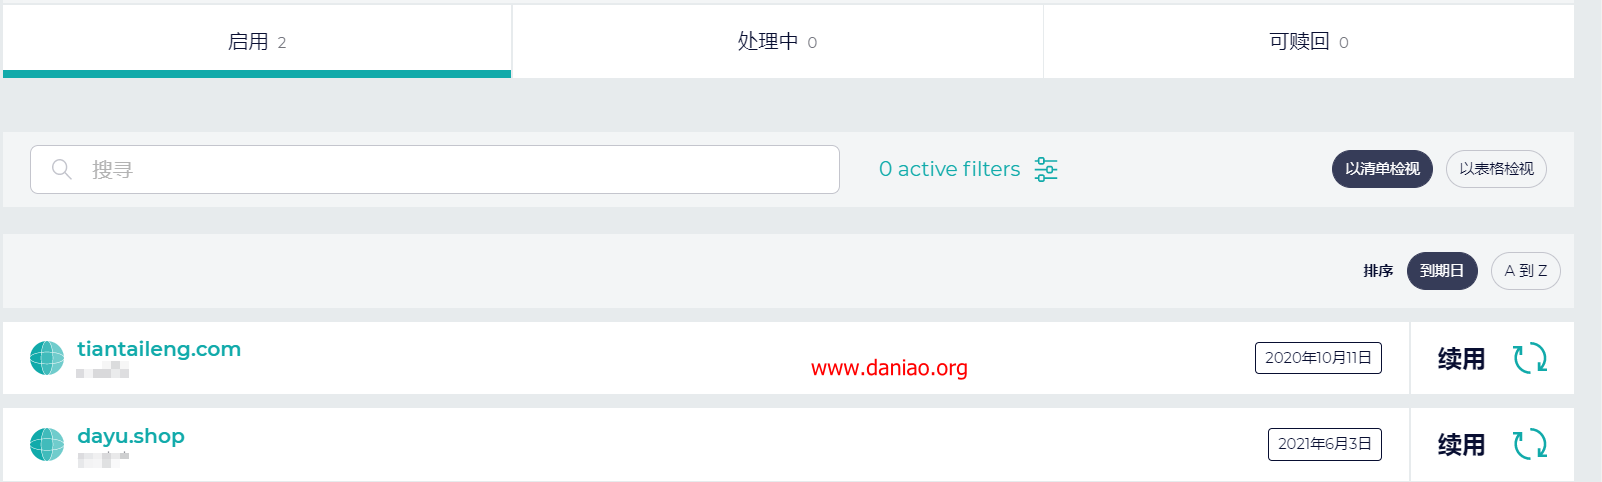 启用 2
处理中 0
可赎回 0
搜寻
0 active filters
以清单检视
以表格检视
排序
到期日
A 到 Z
tiantaileng.com
www.daniao.org
2020年10月11日
续用
dayu.shop
2021年6月3日
续用